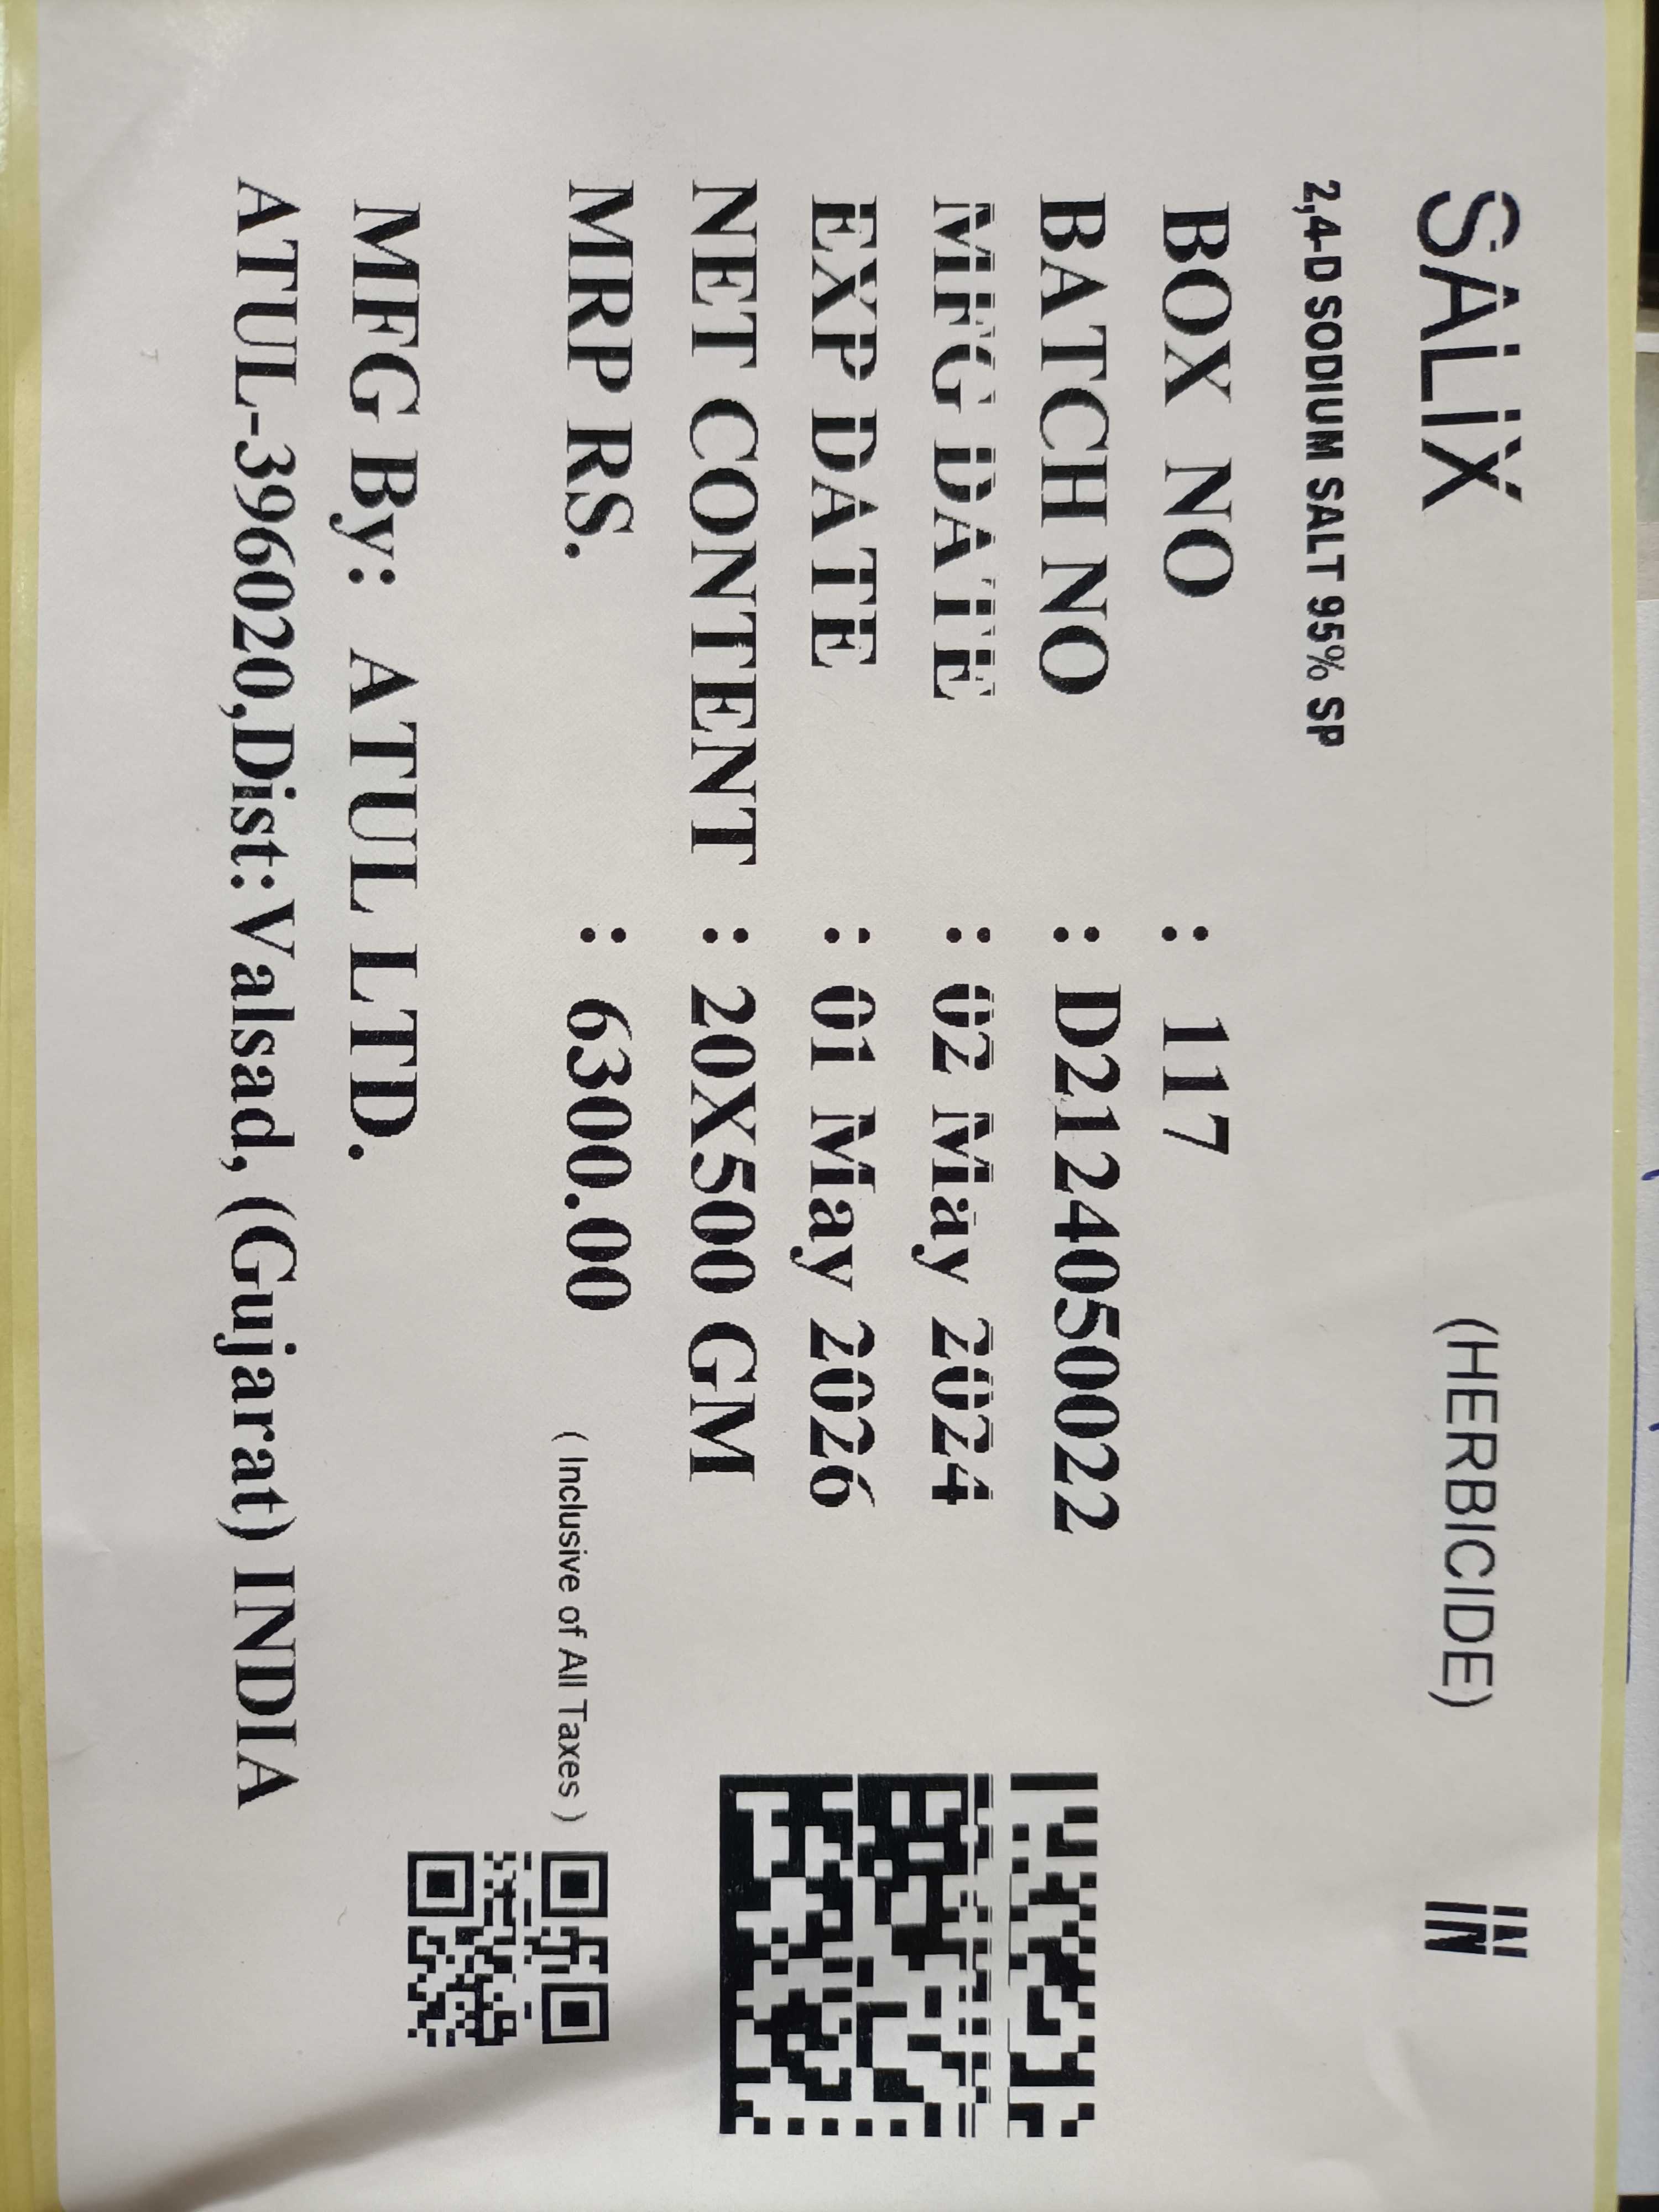 SALIX (HERBICIDE) IN
2,4-D SODIUM SALT 95% SP
BOX NO : 117
BATCH NO : D2124050022
MFG DATE : 02 May 2024
EXP DATE : 01 May 2026
NET CONTENT : 20X500 GM
MRP RS. : 6300.00 ( Inclusive of All Taxes )
MFG By: ATUL LTD.
ATUL-396020,Dist:Valsad, (Gujarat) INDIA